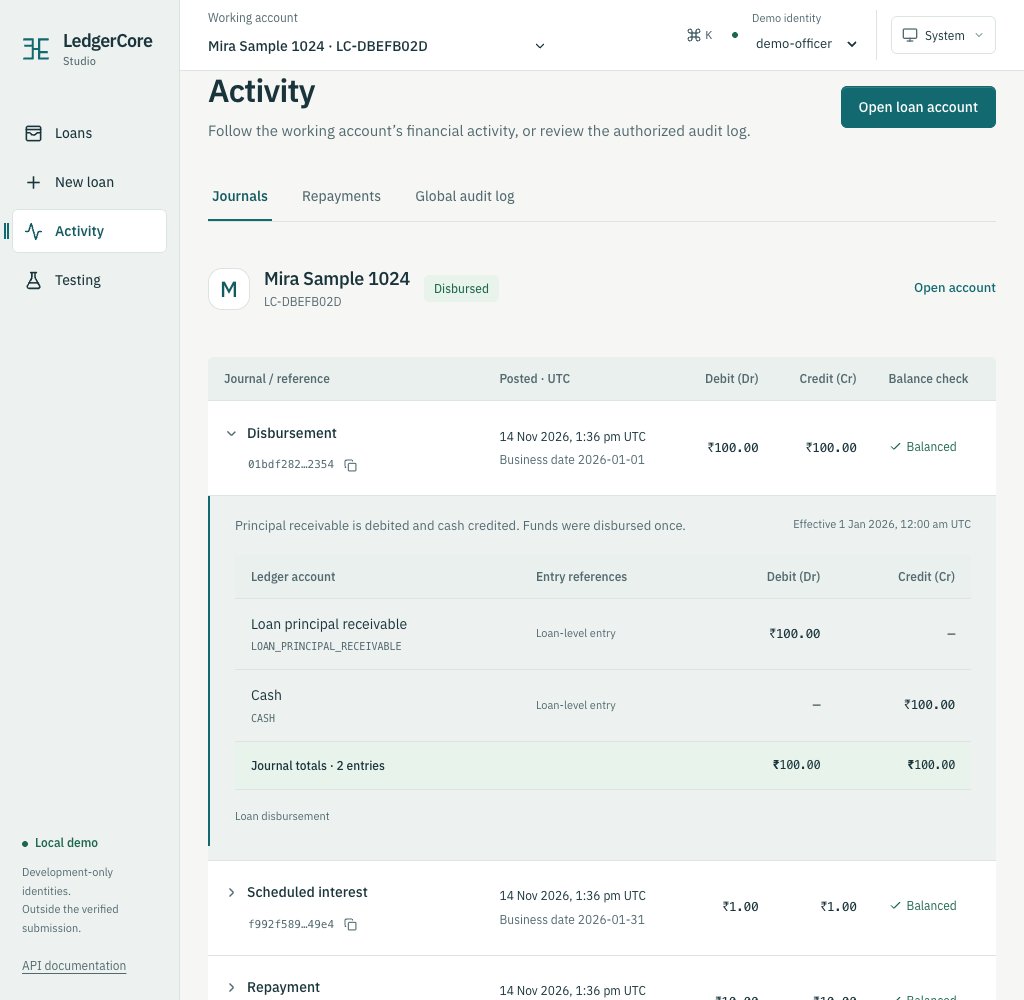 LedgerCore
Studio
Loans
New loan
Activity
Testing
Local demo
Development-only
identities.
Outside the verified
submission.
API documentation
Working account
Mira Sample 1024 · LC-DBEFB02D
⌘ K
Demo identity
demo-officer
System
Activity
Follow the working account’s financial activity, or review the authorized audit log.
Open loan account
Journals Repayments Global audit log
M
Mira Sample 1024
LC-DBEFB02D
Disbursed
Open account
Journal / reference Posted · UTC Debit (Dr) Credit (Cr) Balance check
Disbursement
01bdf282…2354
14 Nov 2026, 1:36 pm UTC
Business date 2026-01-01
₹100.00 ₹100.00 Balanced
Principal receivable is debited and cash credited. Funds were disbursed once.
Effective 1 Jan 2026, 12:00 am UTC
Ledger account Entry references Debit (Dr) Credit (Cr)
Loan principal receivable
LOAN_PRINCIPAL_RECEIVABLE
Loan-level entry ₹100.00 —
Cash
CASH
Loan-level entry — ₹100.00
Journal totals · 2 entries ₹100.00 ₹100.00
Loan disbursement
Scheduled interest
f992f589…49e4
14 Nov 2026, 1:36 pm UTC
Business date 2026-01-31
₹1.00 ₹1.00 Balanced
Repayment
14 Nov 2026, 1:36 pm UTC
₹10.00 ₹10.00 Balanced